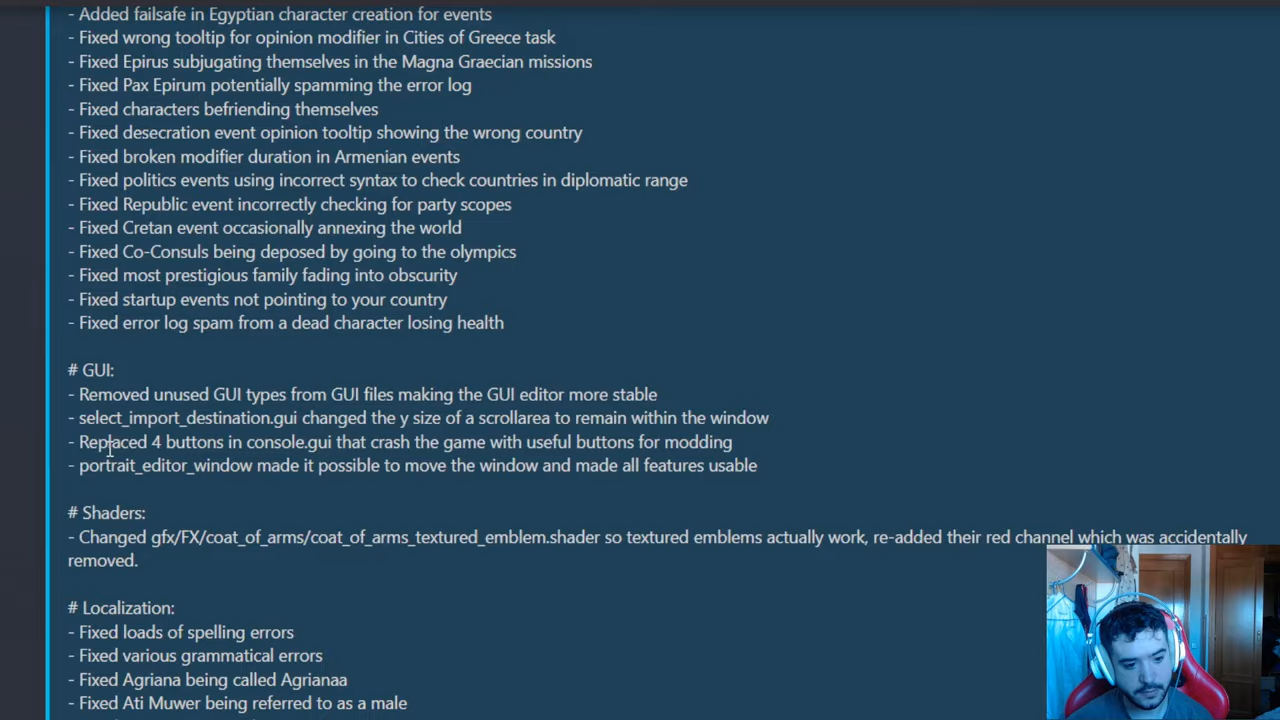 - Added failsafe in Egyptian character creation for events
- Fixed wrong tooltip for opinion modifier in Cities of Greece task
- Fixed Epirus subjugating themselves in the Magna Graecian missions
- Fixed Pax Epirum potentially spamming the error log
- Fixed characters befriending themselves
- Fixed desecration event opinion tooltip showing the wrong country
- Fixed broken modifier duration in Armenian events
- Fixed politics events using incorrect syntax to check countries in diplomatic range
- Fixed Republic event incorrectly checking for party scopes
- Fixed Cretan event occasionally annexing the world
- Fixed Co-Consuls being deposed by going to the olympics
- Fixed most prestigious family fading into obscurity
- Fixed startup events not pointing to your country
- Fixed error log spam from a dead character losing health
# GUI:
- Removed unused GUI types from GUI files making the GUI editor more stable
- select_import_destination.gui changed the y size of a scrollarea to remain within the window
- Replaced 4 buttons in console.gui that crash the game with useful buttons for modding
- portrait_editor_window made it possible to move the window and made all features usable
# Shaders:
- Changed gfx/FX/coat_of_arms/coat_of_arms_textured_emblem.shader so textured emblems actually work, re-added their red channel which was accidentally
removed.
# Localization:
- Fixed loads of spelling errors
- Fixed various grammatical errors
- Fixed Agriana being called Agrianaa
- Fixed Ati Muwer being referred to as a male